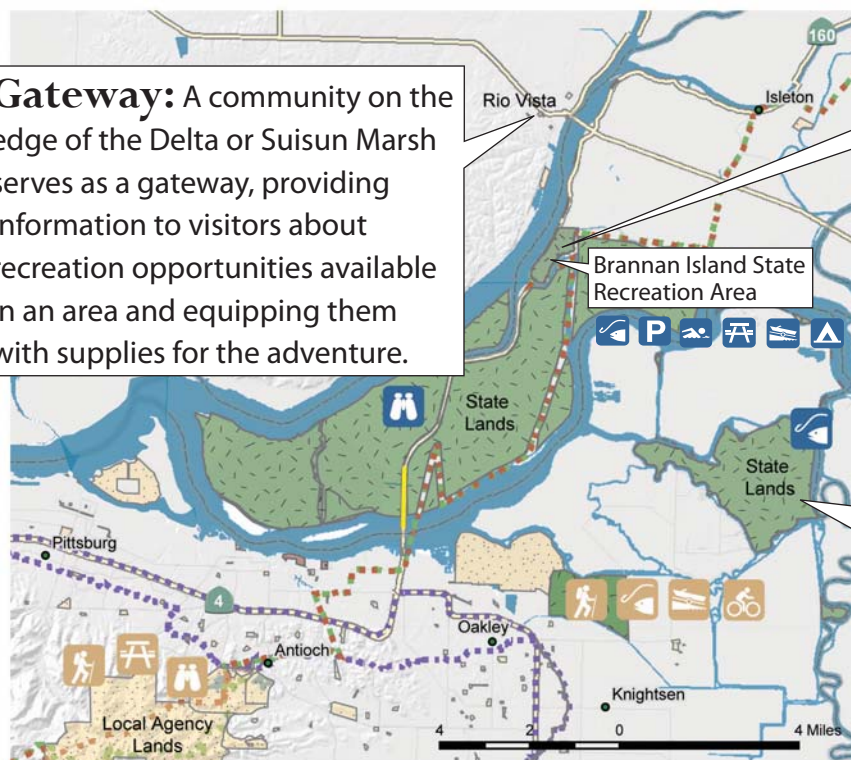 160
Gateway: A community on the
edge of the Delta or Suisun Marsh
serves as a gateway, providing
nformation to visitors about
recreation opportunities available
n an area and equipping them
with supplies for the adventure.
Rio Vista
Isleton
Brannan Island State
Recreation Area
P
State
Lands
State
Lands
Pittsburg
4
Antioch
Oakley
Knightsen
Local Agency
Lands
4 2 0 4 Miles